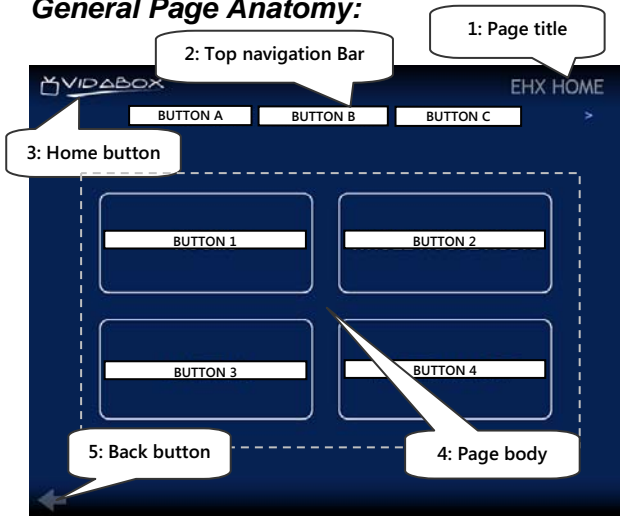 General Page Anatomy:
1: Page title
2: Top navigation Bar
VIDABOX
EHX HOME
BUTTON A
BUTTON B
BUTTON C
>
3: Home button
BUTTON 1
BUTTON 2
BUTTON 3
BUTTON 4
5: Back button
4: Page body